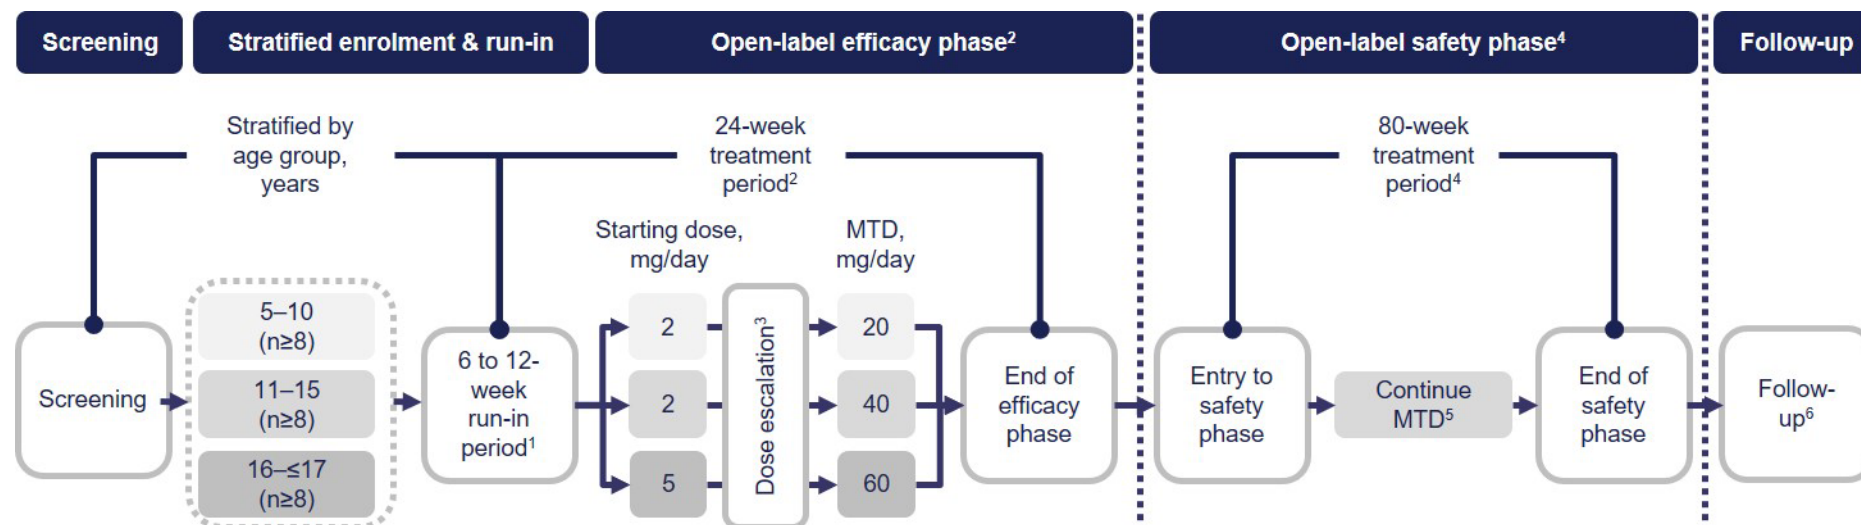 Screening
Stratified enrolment & run-in
Open-label efficacy phase²
Open-label safety phase⁴
Follow-up
Stratified by
age group,
years
24-week
treatment
period²
80-week
treatment
period⁴
Starting dose,
mg/day
MTD,
mg/day
Screening
5–10
(n≥8)
11–15
(n≥8)
16–≤17
(n≥8)
6 to 12-
week
run-in
period¹
2
2
5
Dose escalation³
20
40
60
End of
efficacy
phase
Entry to
safety
phase
Continue
MTD⁵
End of
safety
phase
Follow-
up⁶